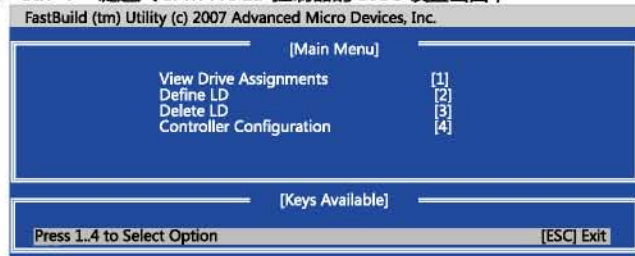 FastBuild (tm) Utility (c) 2007 Advanced Micro Devices, Inc.
[Main Menu]
View Drive Assignments [1]
Define LD [2]
Delete LD [3]
Controller Configuration [4]
[Keys Available]
Press 1..4 to Select Option [ESC] Exit